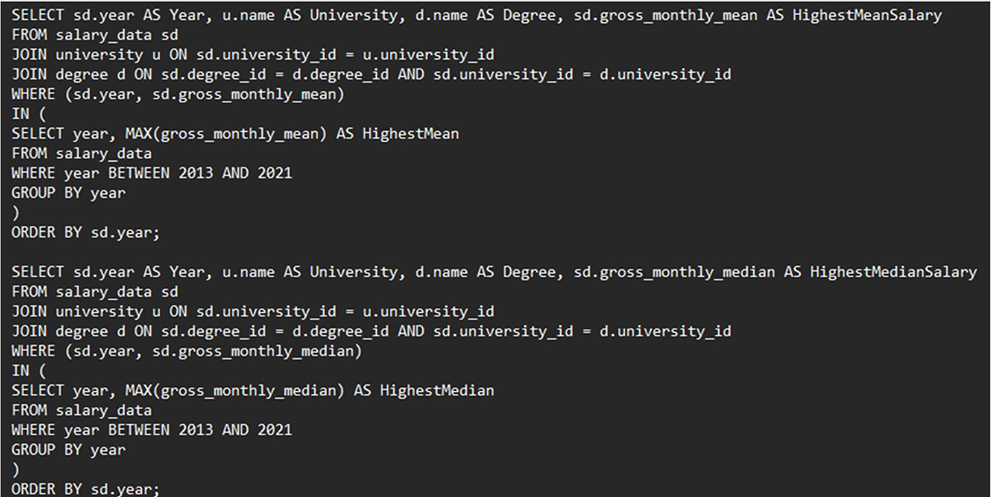 SELECT sd.year AS Year, u.name AS University, d.name AS Degree, sd.gross_monthly_mean AS HighestMeanSalary
FROM salary_data sd
JOIN university u ON sd.university_id = u.university_id
JOIN degree d ON sd.degree_id = d.degree_id AND sd.university_id = d.university_id
WHERE (sd.year, sd.gross_monthly_mean)
IN (
SELECT year, MAX(gross_monthly_mean) AS HighestMean
FROM salary_data
WHERE year BETWEEN 2013 AND 2021
GROUP BY year
)
ORDER BY sd.year;

SELECT sd.year AS Year, u.name AS University, d.name AS Degree, sd.gross_monthly_median AS HighestMedianSalary
FROM salary_data sd
JOIN university u ON sd.university_id = u.university_id
JOIN degree d ON sd.degree_id = d.degree_id AND sd.university_id = d.university_id
WHERE (sd.year, sd.gross_monthly_median)
IN (
SELECT year, MAX(gross_monthly_median) AS HighestMedian
FROM salary_data
WHERE year BETWEEN 2013 AND 2021
GROUP BY year
)
ORDER BY sd.year;